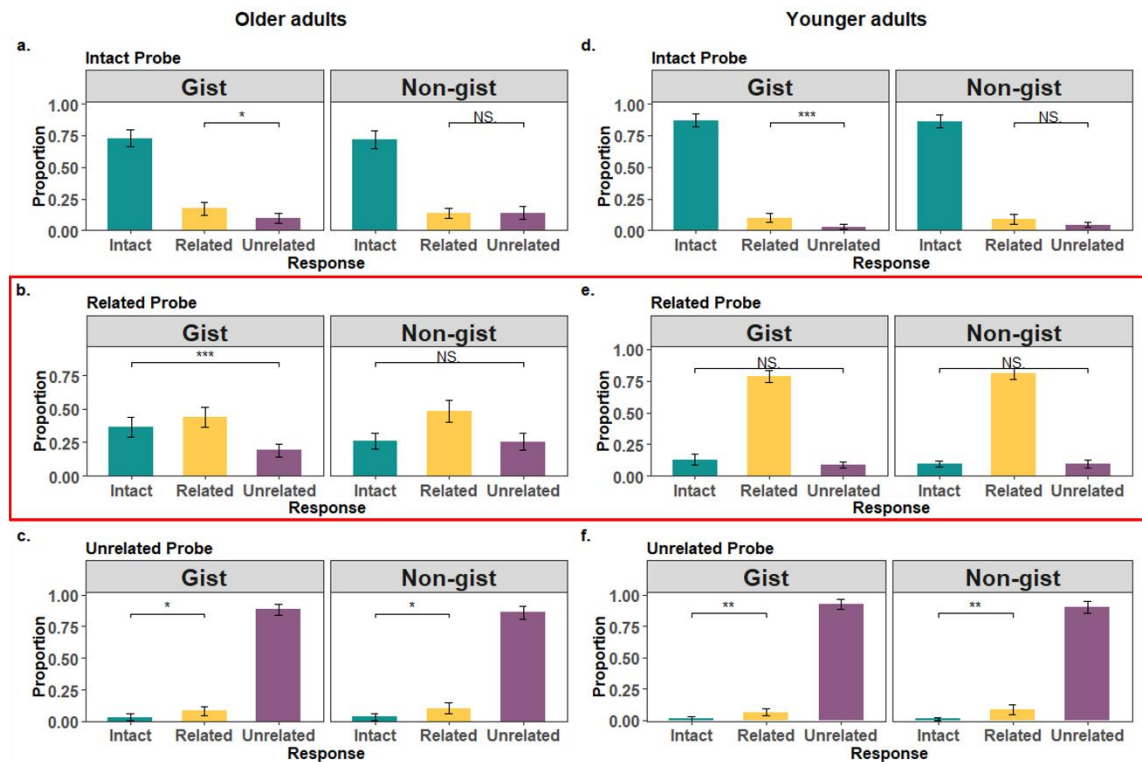 Older adults
Younger adults
a.
Intact Probe
Gist
Non-gist
Proportion
1.00
0.75
0.50
0.25
0.00
*
NS.
Intact Related Unrelated
Intact Related Unrelated
Response
d.
Intact Probe
Gist
Non-gist
Proportion
1.00
0.75
0.50
0.25
0.00
***
NS.
Intact Related Unrelated
Intact Related Unrelated
Response
b.
Related Probe
Gist
Non-gist
Proportion
0.75
0.50
0.25
0.00
***
NS.
Intact Related Unrelated
Intact Related Unrelated
Response
e.
Related Probe
Gist
Non-gist
Proportion
1.00
0.75
0.50
0.25
0.00
NS.
NS.
Intact Related Unrelated
Intact Related Unrelated
Response
c.
Unrelated Probe
Gist
Non-gist
Proportion
1.00
0.75
0.50
0.25
0.00
*
*
Intact Related Unrelated
Intact Related Unrelated
Response
f.
Unrelated Probe
Gist
Non-gist
Proportion
1.00
0.75
0.50
0.25
0.00
**
**
Intact Related Unrelated
Intact Related Unrelated
Response